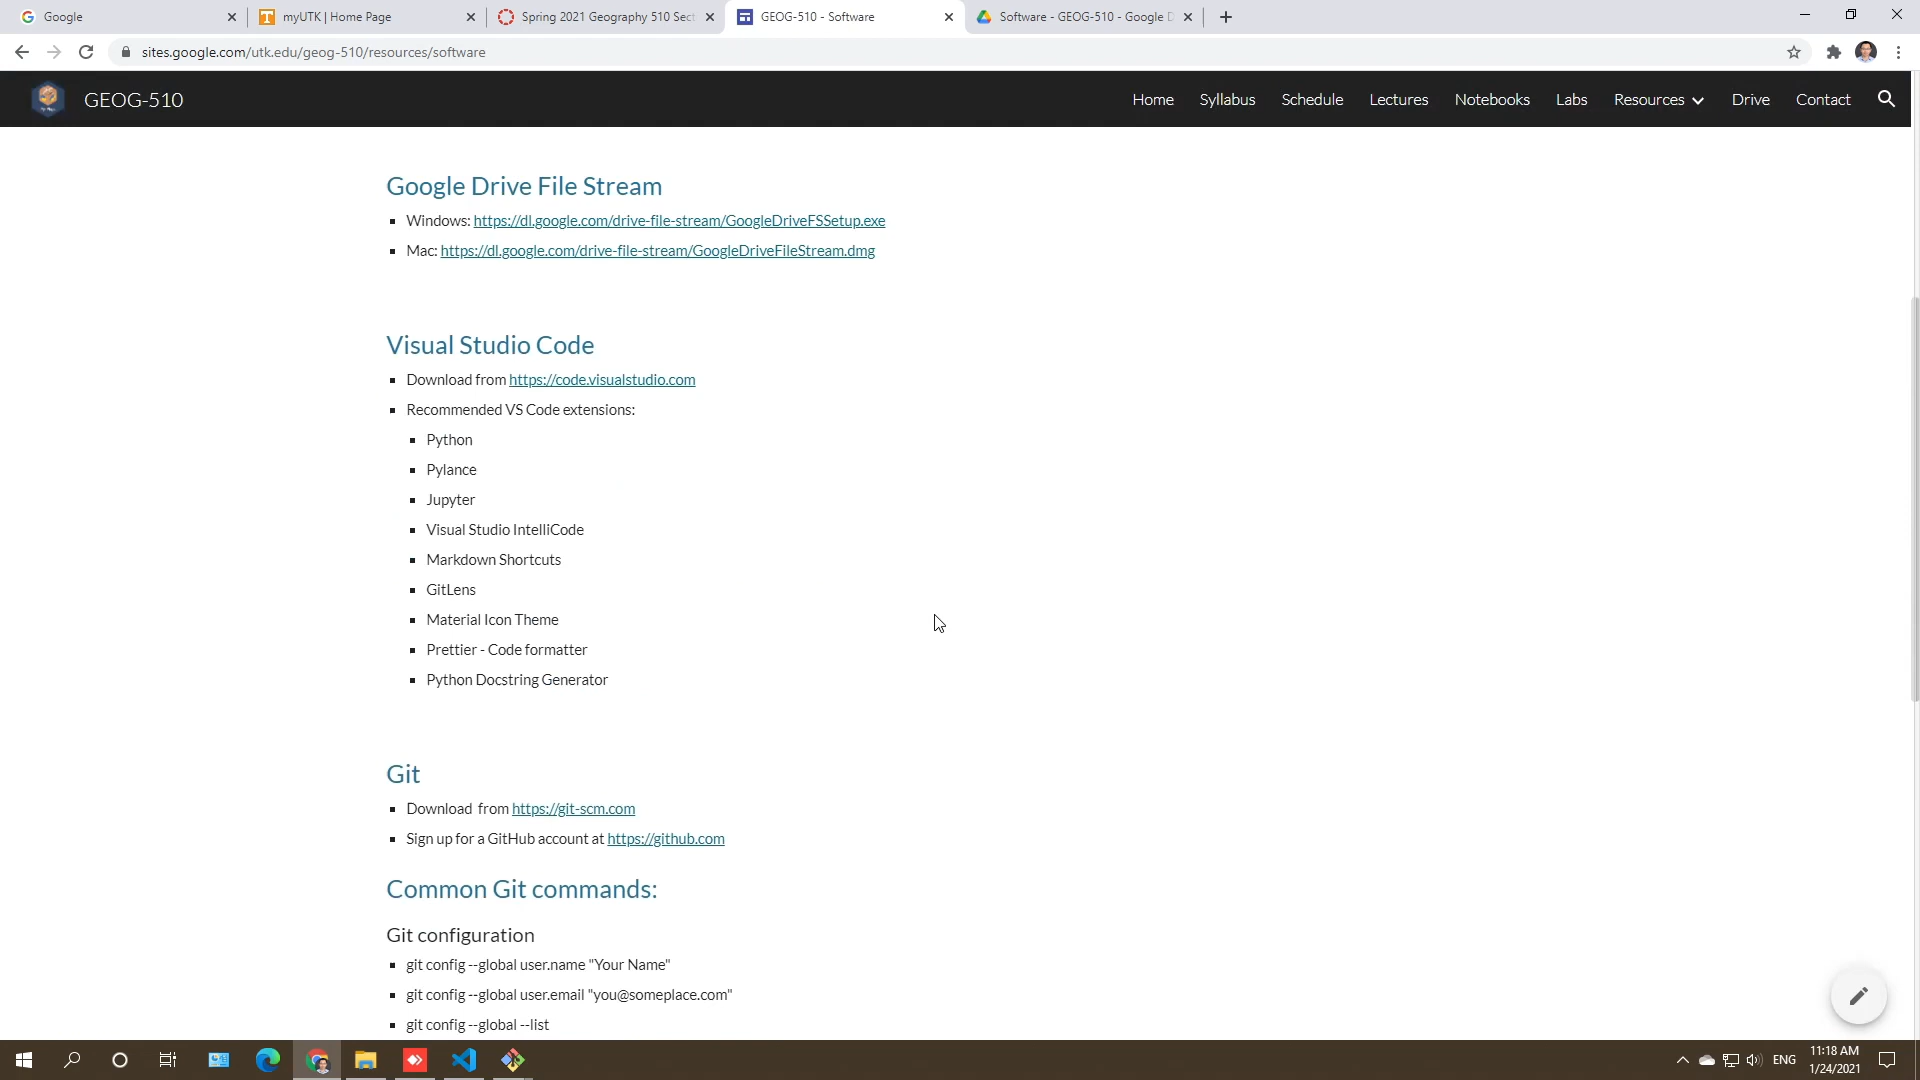 Google
myUTK | Home Page
Spring 2021 Geography 510 Sect
GEOG-510 - Software
Software - GEOG-510 - Google D
sites.google.com/utk.edu/geog-510/resources/software
GEOG-510
Home Syllabus Schedule Lectures Notebooks Labs Resources Drive Contact
Google Drive File Stream
Windows: https://dl.google.com/drive-file-stream/GoogleDriveFSSetup.exe
Mac: https://dl.google.com/drive-file-stream/GoogleDriveFileStream.dmg
Visual Studio Code
Download from https://code.visualstudio.com
Recommended VS Code extensions:
Python
Pylance
Jupyter
Visual Studio IntelliCode
Markdown Shortcuts
GitLens
Material Icon Theme
Prettier - Code formatter
Python Docstring Generator
Git
Download from https://git-scm.com
Sign up for a GitHub account at https://github.com
Common Git commands:
Git configuration
git config --global user.name "Your Name"
git config --global user.email "you@someplace.com"
git config --global --list
ENG
11:18 AM
1/24/2021